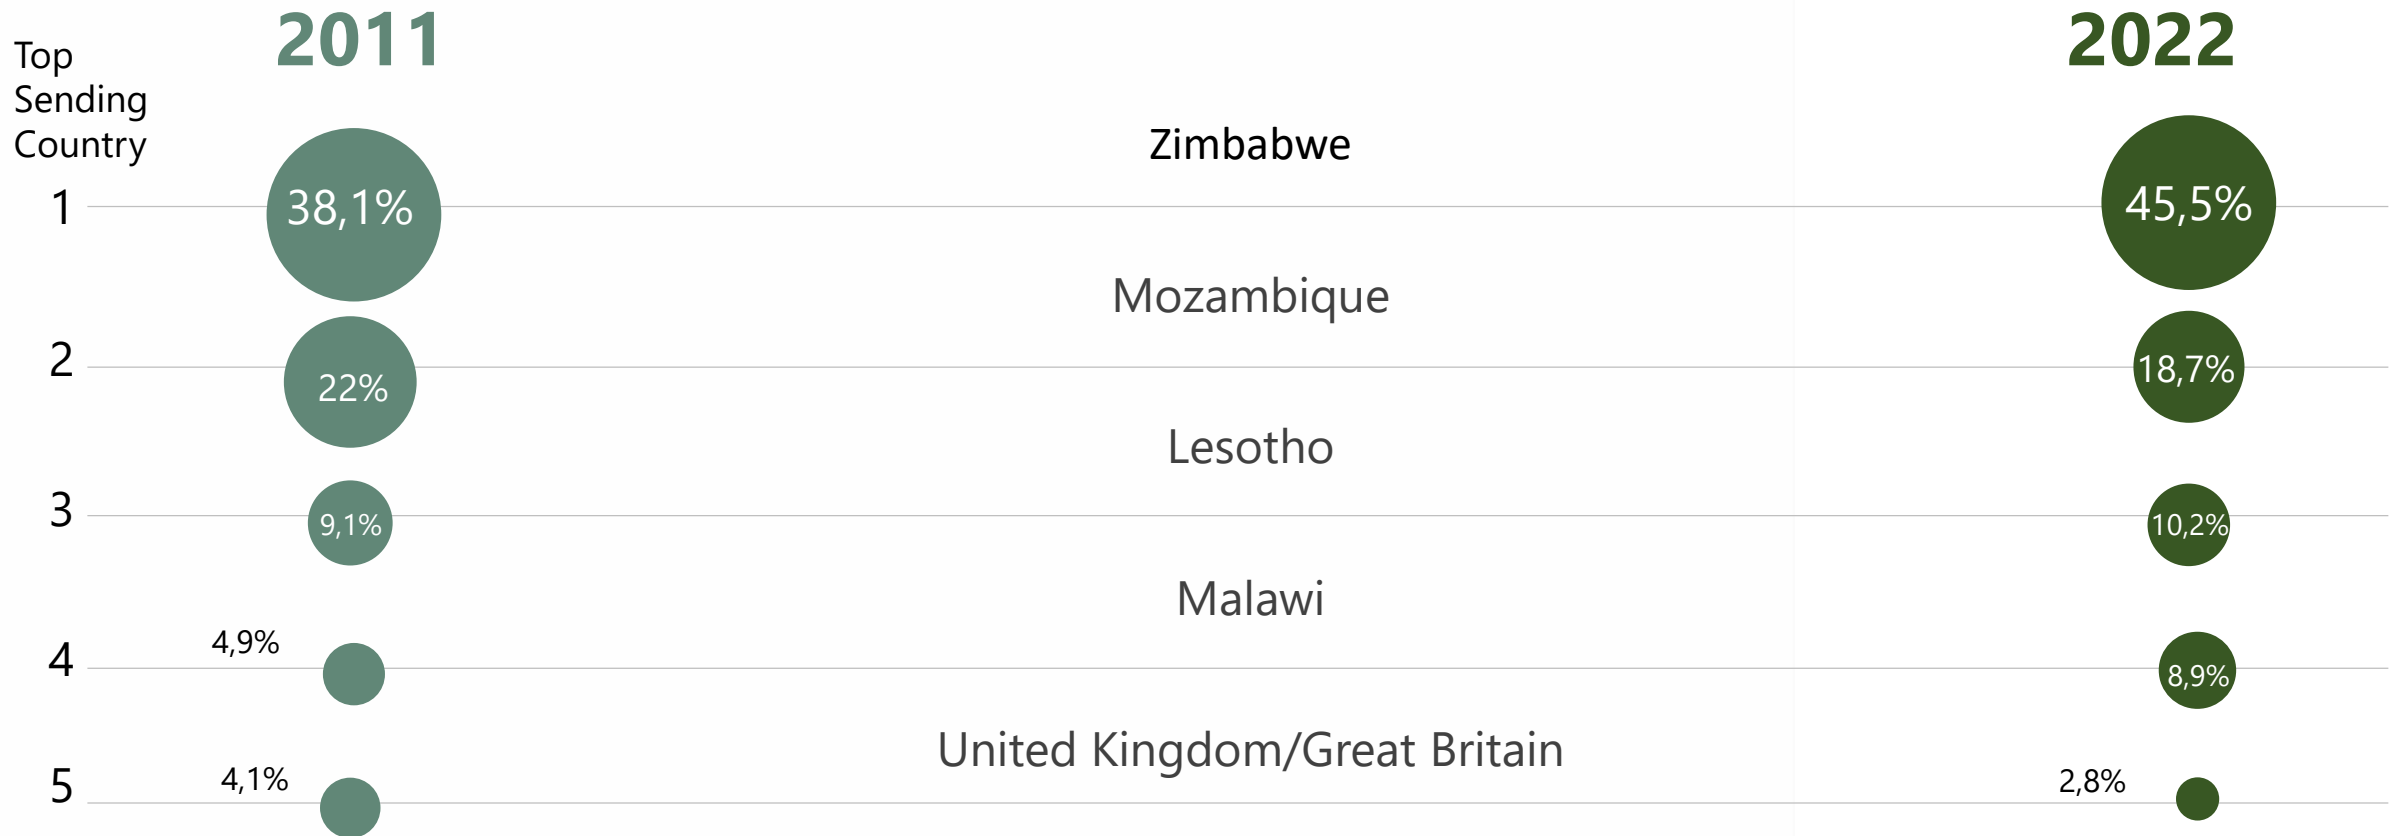 Top
Sending
Country
2011
2022
Zimbabwe
1
38,1%
45,5%
Mozambique
2
22%
18,7%
Lesotho
3
9,1%
10,2%
Malawi
4
4,9%
8,9%
United Kingdom/Great Britain
5
4,1%
2,8%